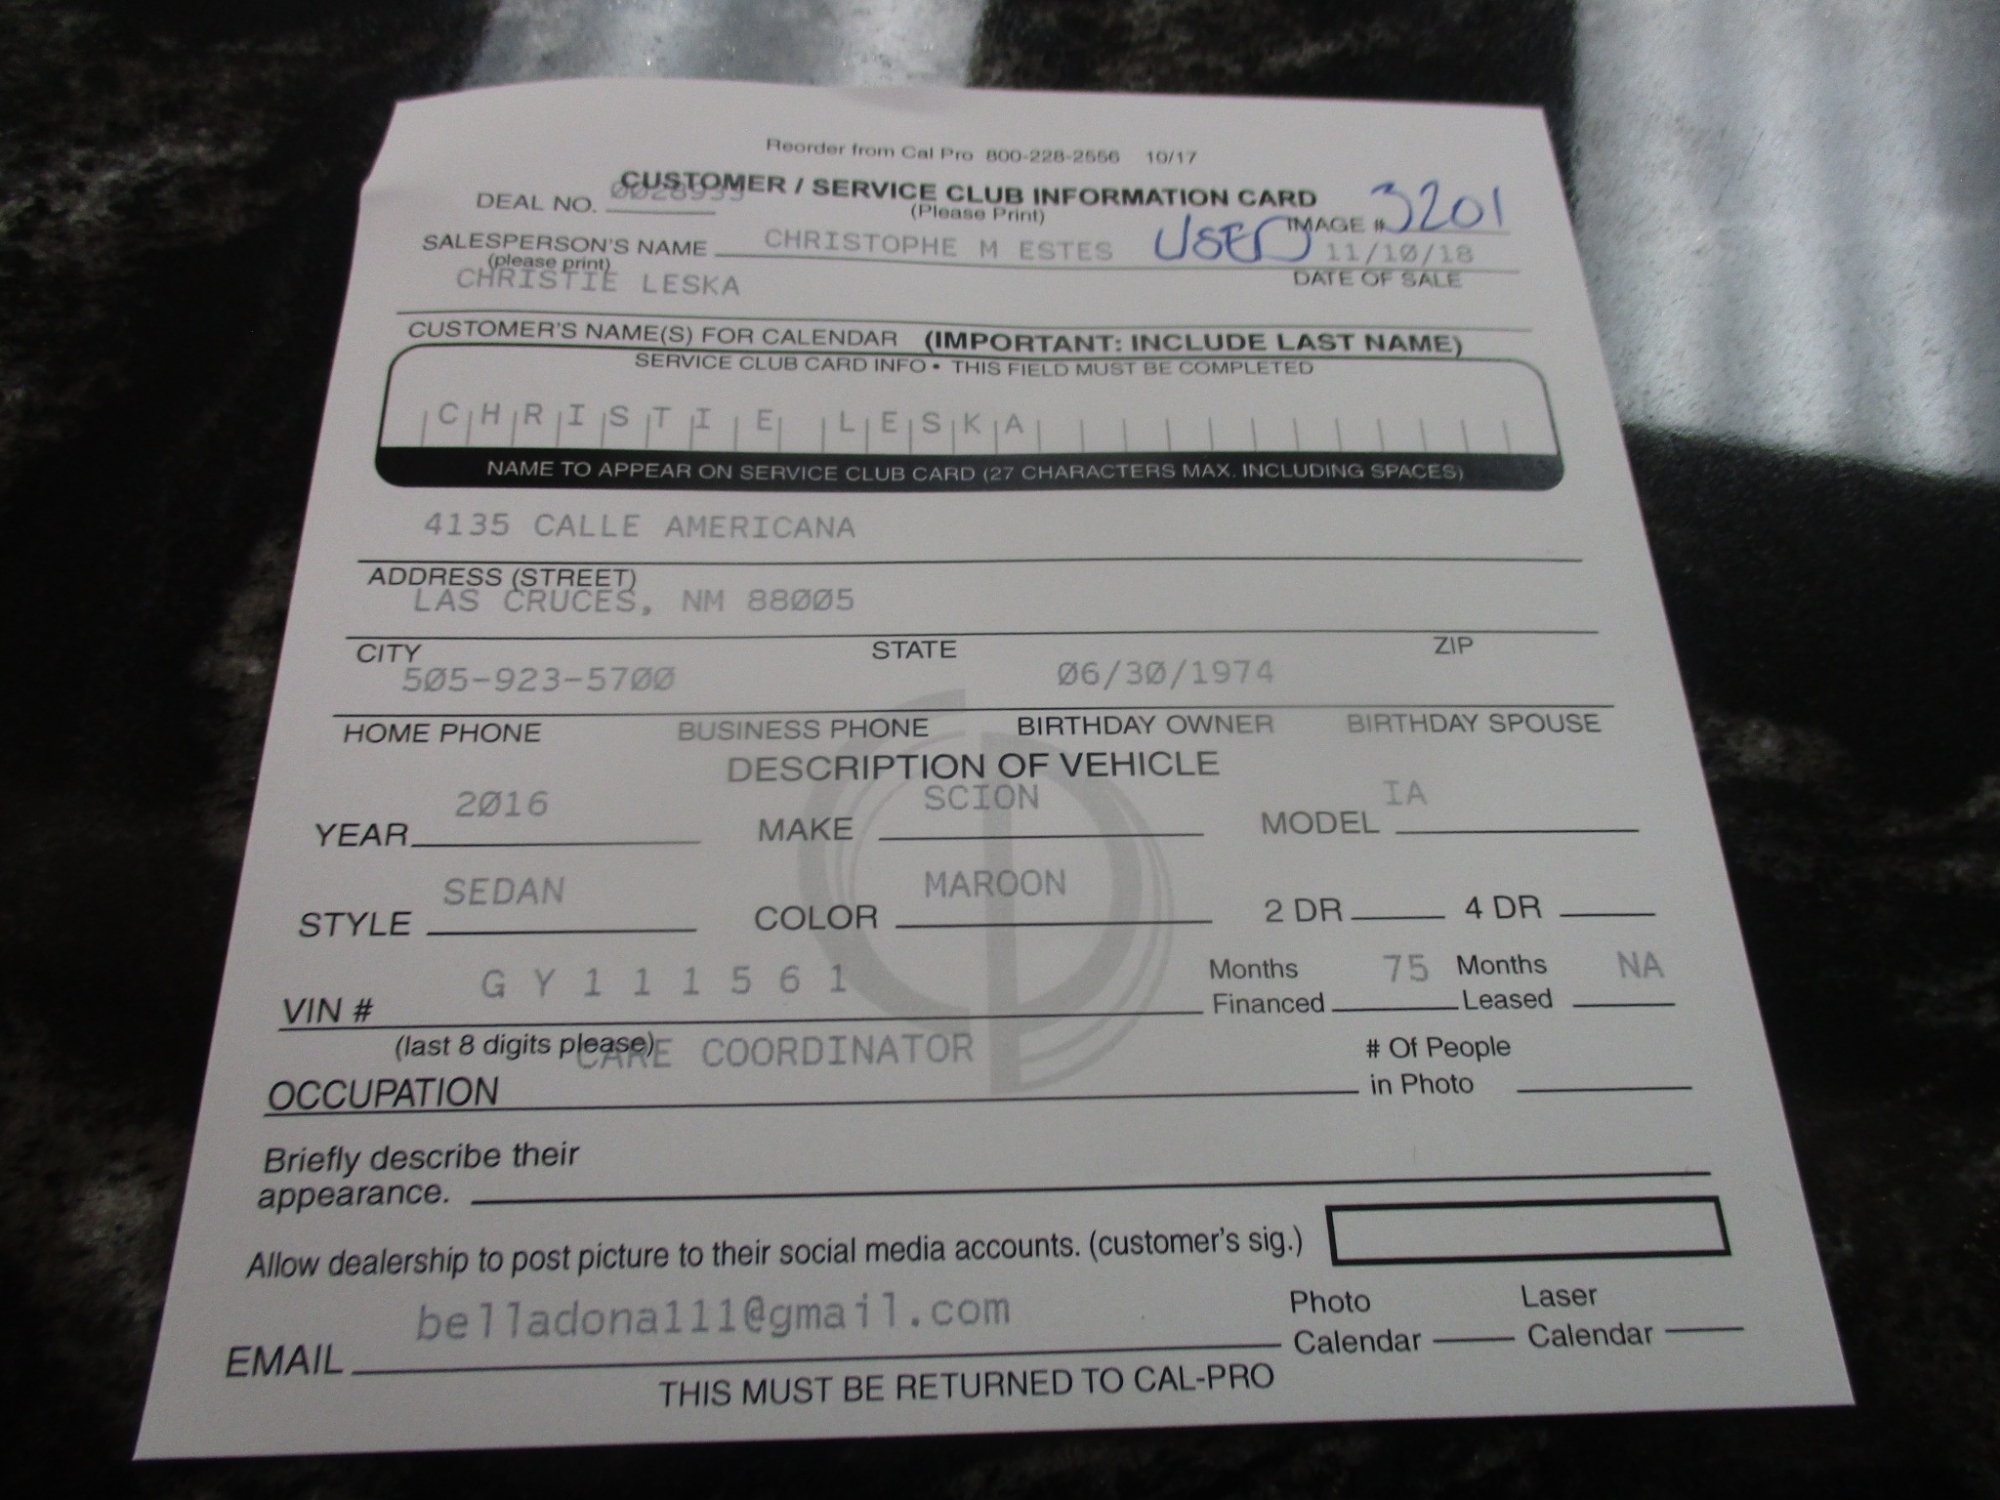 Reorder from Cal Pro 800-228-2556 10/17
CUSTOMER / SERVICE CLUB INFORMATION CARD
(Please Print)
DEAL NO.
IMAGE # 3201
SALESPERSON'S NAME CHRISTOPHE M ESTES USED 11/10/18
(please print) DATE OF SALE
CHRISTIE LESKA
CUSTOMER'S NAME(S) FOR CALENDAR (IMPORTANT: INCLUDE LAST NAME)
SERVICE CLUB CARD INFO • THIS FIELD MUST BE COMPLETED
CHRISTIE LESKA
NAME TO APPEAR ON SERVICE CLUB CARD (27 CHARACTERS MAX. INCLUDING SPACES)
4135 CALLE AMERICANA
ADDRESS (STREET)
LAS CRUCES, NM 88005
CITY STATE ZIP
505-923-5700 06/30/1974
HOME PHONE BUSINESS PHONE BIRTHDAY OWNER BIRTHDAY SPOUSE
DESCRIPTION OF VEHICLE
YEAR 2016 MAKE SCION MODEL IA
STYLE SEDAN COLOR MAROON 2 DR 4 DR
VIN # G Y 1 1 1 5 6 1 Months Financed 75 Months Leased NA
(last 8 digits please)
OCCUPATION CARE COORDINATOR # Of People in Photo
Briefly describe their
appearance.
Allow dealership to post picture to their social media accounts. (customer's sig.)
EMAIL belladona111@gmail.com Photo Calendar Laser Calendar
THIS MUST BE RETURNED TO CAL-PRO